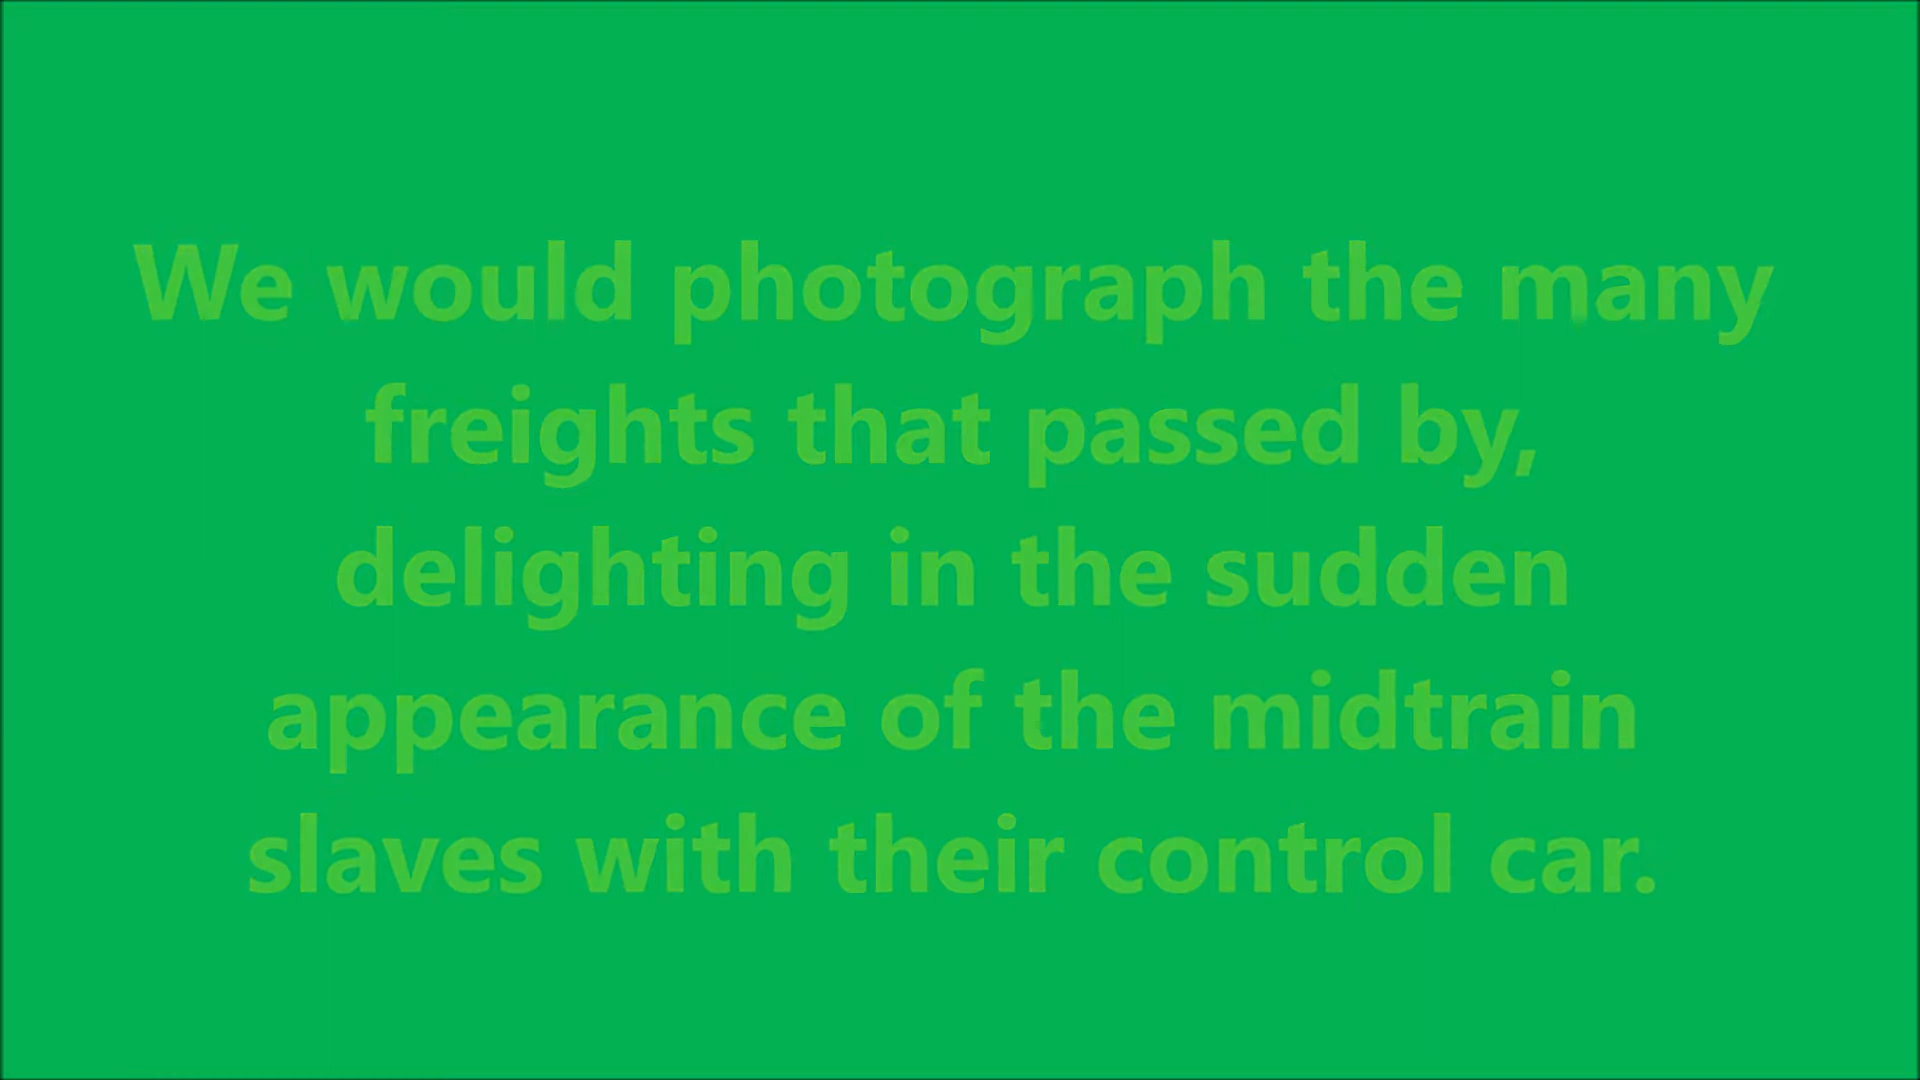 We would photograph the many
freights that passed by,
delighting in the sudden
appearance of the midtrain
slaves with their control car.